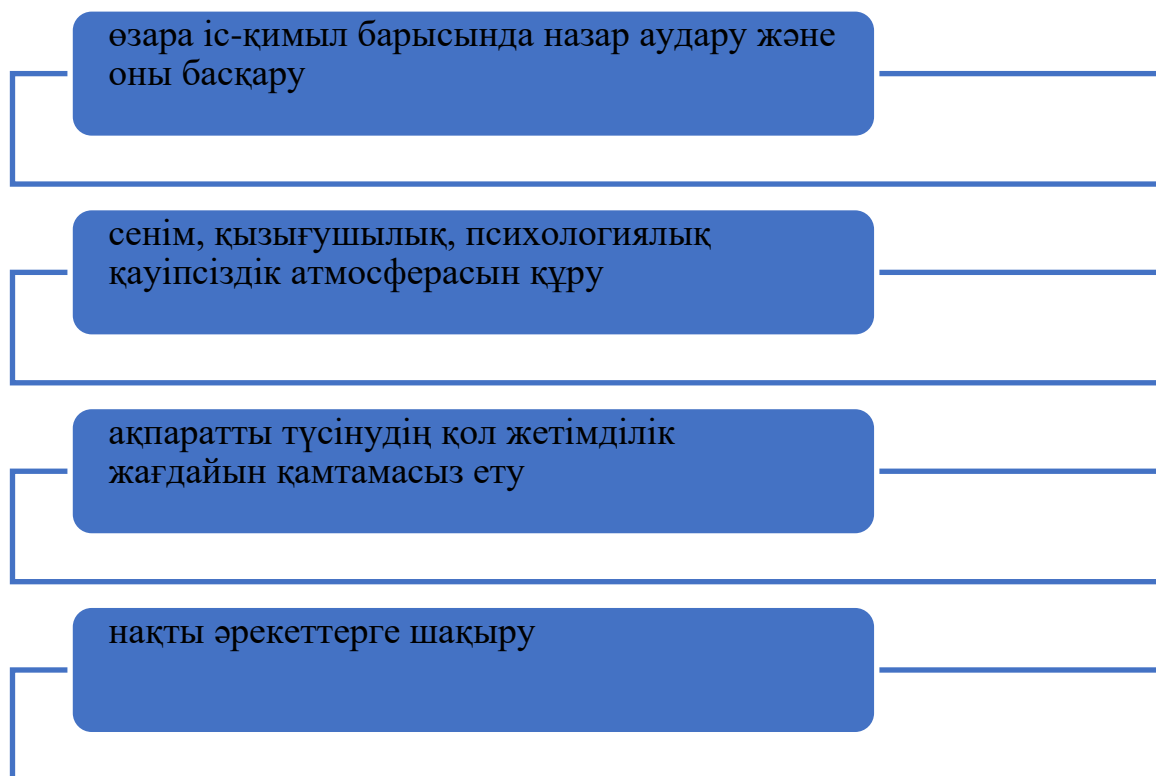 өзара іс-қимыл барысында назар аудару және
оны басқару
сенім, қызығушылық, психологиялық
қауіпсіздік атмосферасын құру
ақпаратты түсінудің қол жетімділік
жағдайын қамтамасыз ету
нақты әрекеттерге шақыру